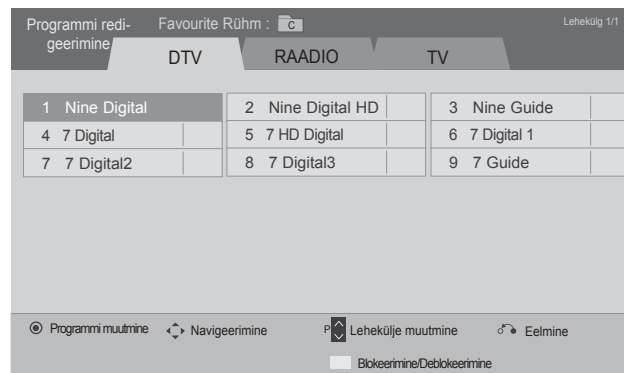 Programmi redi-
geerimine
Favourite Rühm : C
Lehekülg 1/1
DTV RAADIO TV
1 Nine Digital 2 Nine Digital HD 3 Nine Guide
4 7 Digital 5 7 HD Digital 6 7 Digital 1
7 7 Digital2 8 7 Digital3 9 7 Guide
Programmi muutmine Navigeerimine P Lehekülje muutmine Eelmine
Blokeerimine/Deblokeerimine